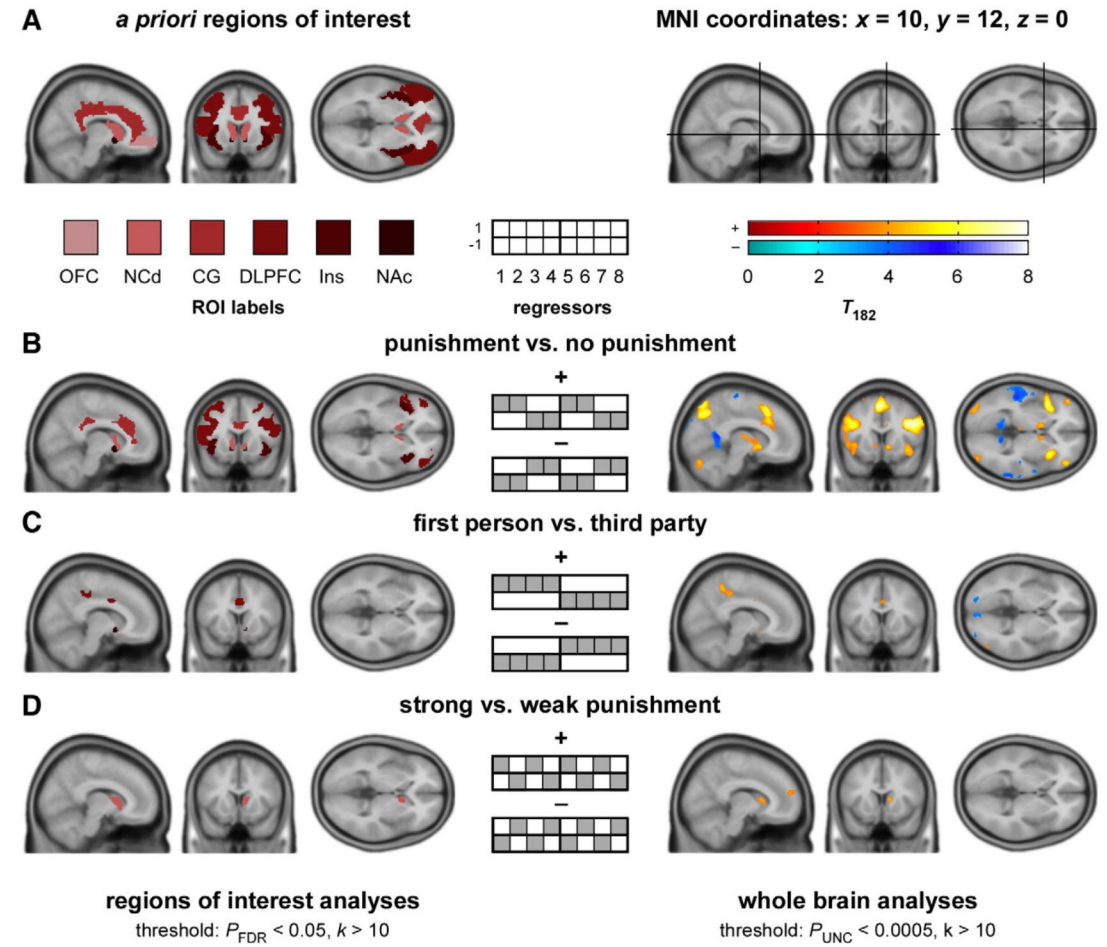 A
a priori regions of interest
MNI coordinates: x = 10, y = 12, z = 0
OFC NCd CG DLPFC Ins NAc
ROI labels
1
-1
1 2 3 4 5 6 7 8
regressors
+
–
0 2 4 6 8
T182
B
punishment vs. no punishment
+
–
C
first person vs. third party
+
–
D
strong vs. weak punishment
+
–
regions of interest analyses
threshold: PFDR < 0.05, k > 10
whole brain analyses
threshold: PUNC < 0.0005, k > 10